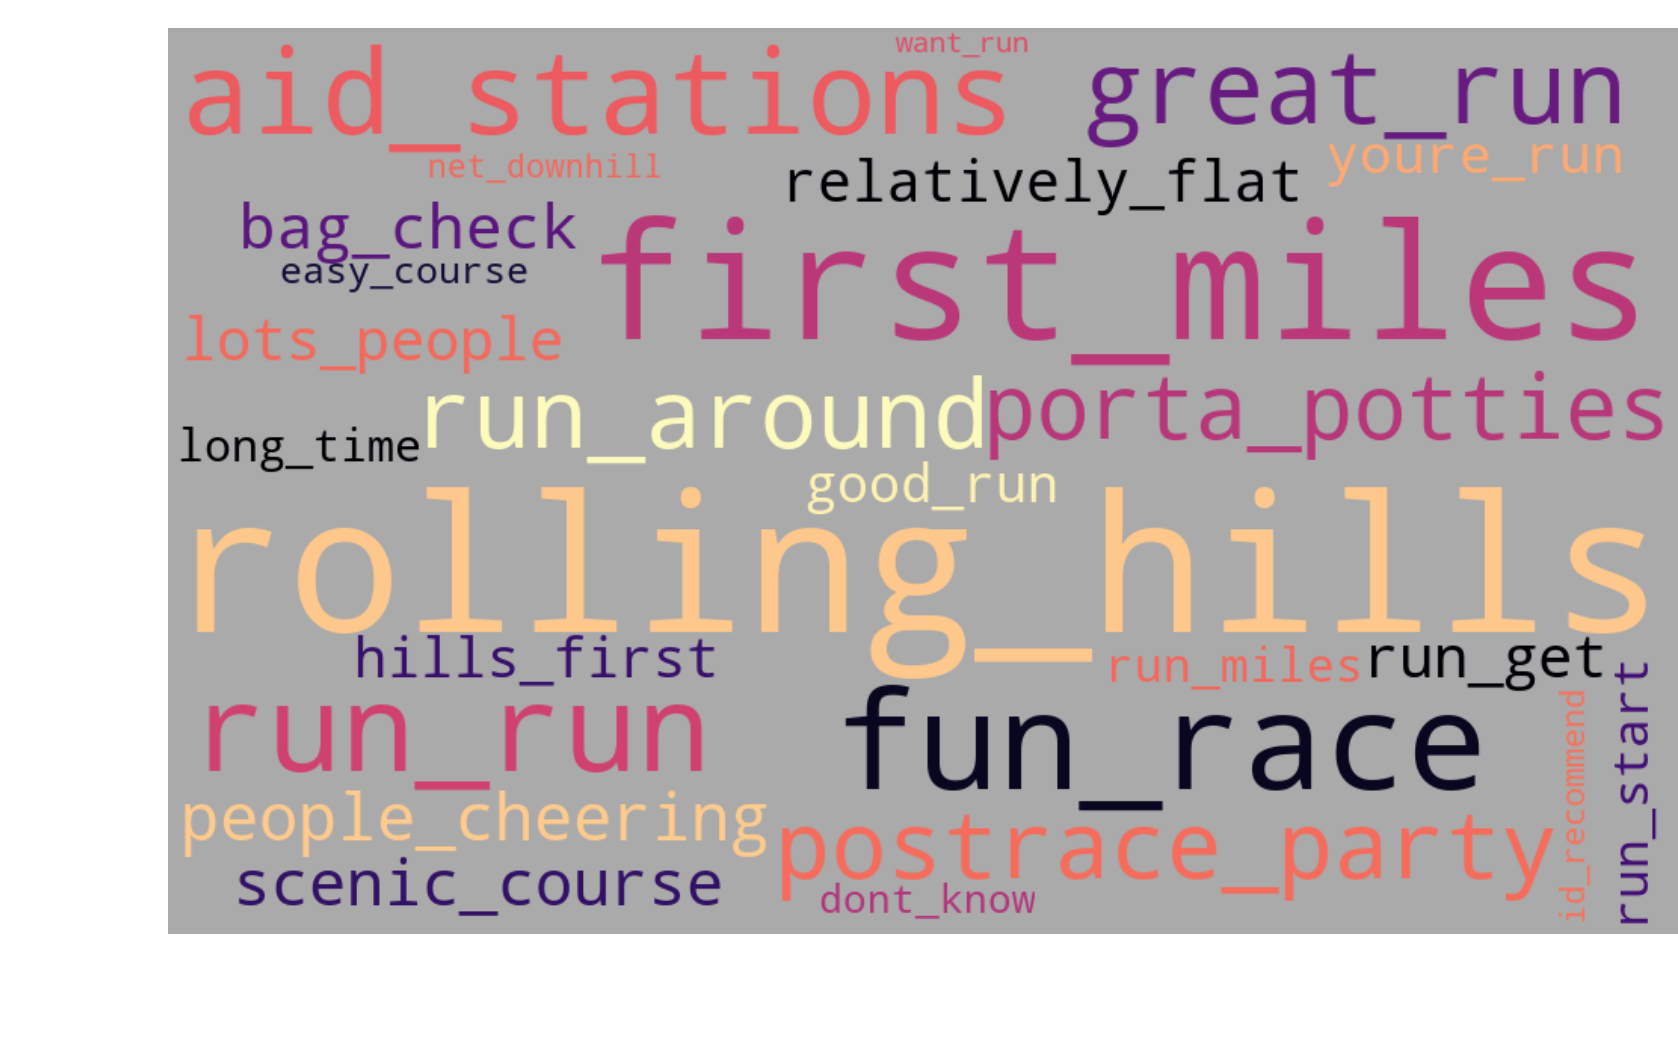 want_run
aid_stations
great_run
net_downhill
relatively_flat
youre_run
bag_check
easy_course
first_miles
lots_people
run_around
porta_potties
long_time
good_run
rolling_hills
hills_first
run_miles
run_get
run_run
fun_race
id_recommend
run_start
people_cheering
postrace_party
scenic_course
dont_know